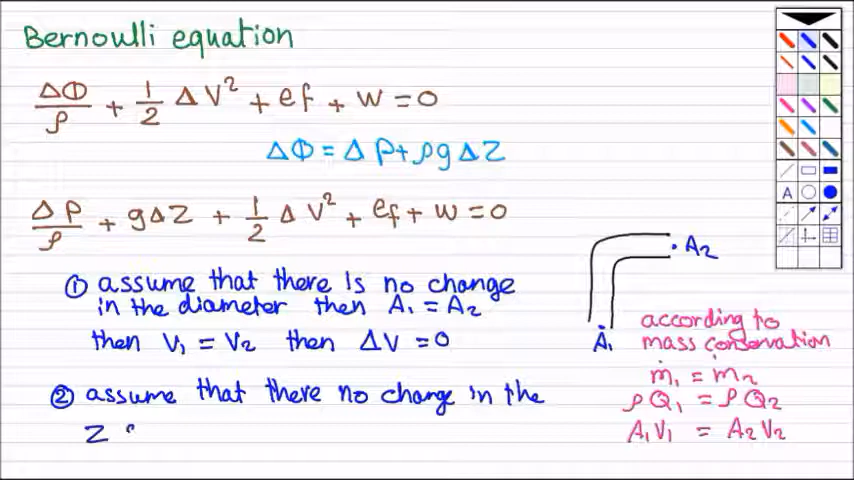 Bernoulli equation
ΔΦ/ρ + 1/2 ΔV² + ef + w = 0
ΔΦ = ΔP + ρgΔZ
ΔP/ρ + gΔZ + 1/2 ΔV² + ef + w = 0
① assume that there is no change
in the diameter then A₁ = A₂
then V₁ = V₂ then ΔV = 0
② assume that there no change in the
Z
A₂
A₁
according to
mass conservation
ṁ₁ = ṁ₂
ρQ₁ = ρQ₂
A₁V₁ = A₂V₂
A